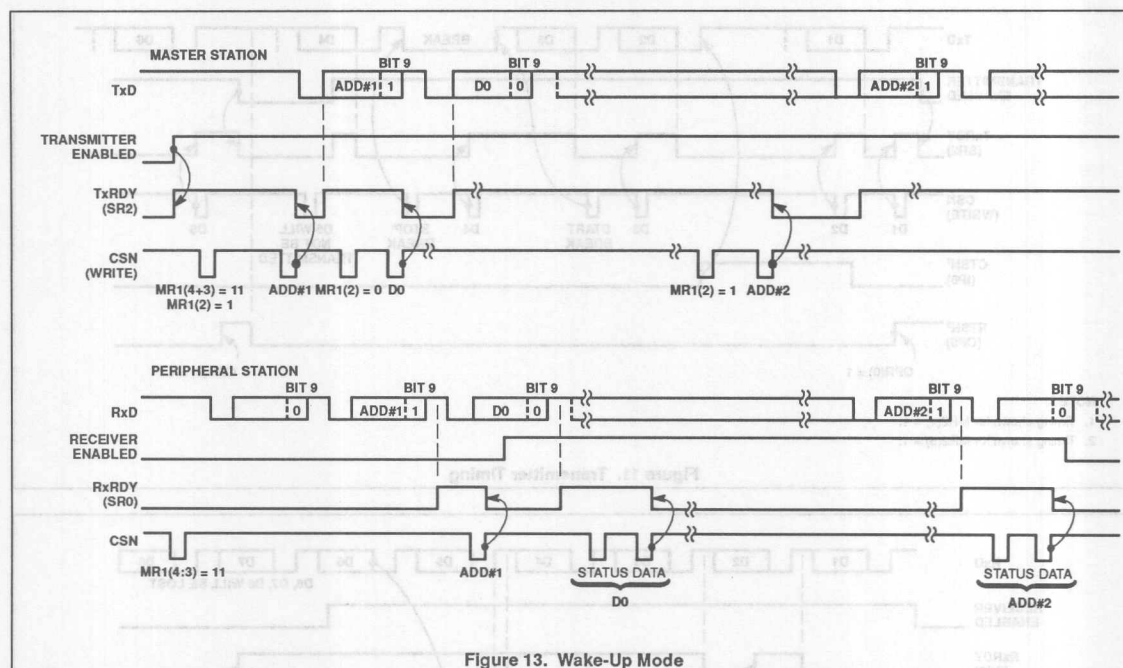 MASTER STATION
BIT 9 BIT 9 BIT 9
TxD ADD#1 1 D0 0 ADD#2 1
TRANSMITTER
ENABLED
TxRDY
(SR2)
CSN
(WRITE)
MR1(4+3) = 11 ADD#1 MR1(2) = 0 D0 MR1(2) = 1 ADD#2
MR1(2) = 1
PERIPHERAL STATION
BIT 9 BIT 9 BIT 9 BIT 9 BIT 9
RxD 0 ADD#1 1 D0 0 ADD#2 1 0
RECEIVER
ENABLED
RxRDY
(SR0)
CSN
MR1(4:3) = 11 ADD#1 STATUS DATA STATUS DATA
D0 ADD#2
Figure 13. Wake-Up Mode